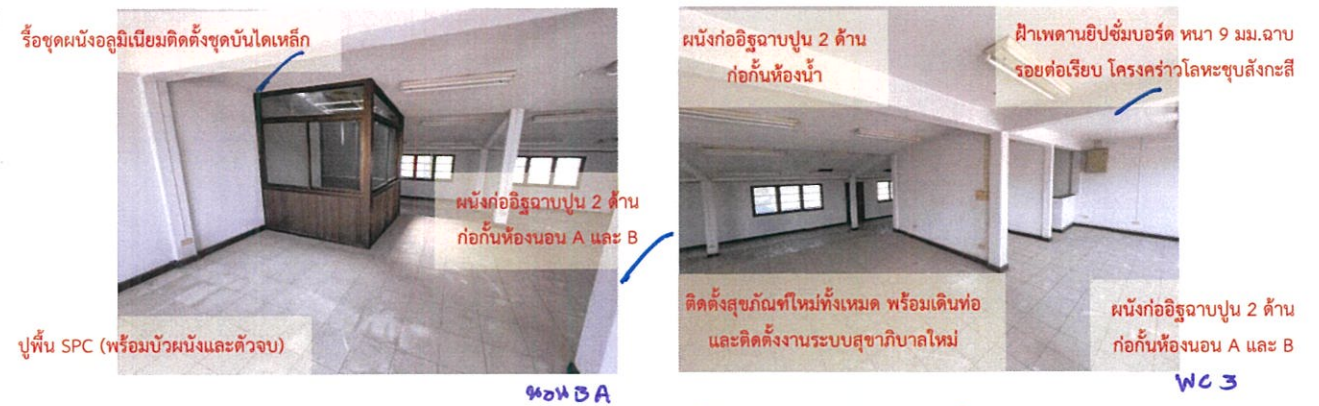 รื้อชุดผนังอลูมิเนียมติดตั้งชุดบันไดเหล็ก
ผนังก่ออิฐฉาบปูน 2 ด้าน
ก่อกั้นห้องนอน A และ B
ปูพื้น SPC (พร้อมบัวผนังและตัวจบ)
นอน 3 A
ผนังก่ออิฐฉาบปูน 2 ด้าน
ก่อกั้นห้องน้ำ
ฝ้าเพดานยิปซั่มบอร์ด หนา 9 มม.ฉาบ
รอยต่อเรียบ โครงคร่าวโลหะชุบสังกะสี
ติดตั้งสุขภัณฑ์ใหม่ทั้งเหมด พร้อมเดินท่อ
และติดตั้งงานระบบสุขาภิบาลใหม่
ผนังก่ออิฐฉาบปูน 2 ด้าน
ก่อกั้นห้องนอน A และ B
WC 3